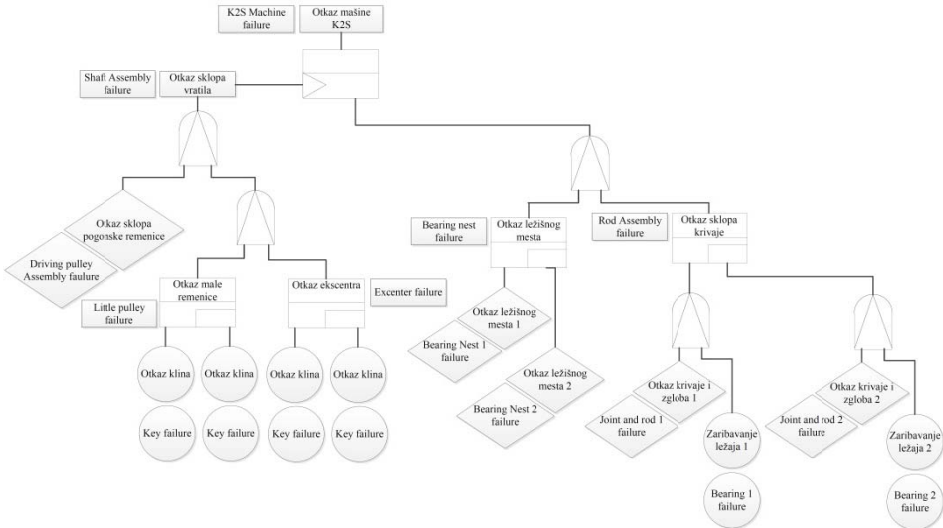 K2S Machine
failure
Otkaz mašine
K2S
Shaft Assembly
failure
Otkaz sklopa
vratila
Otkaz sklopa
pogonske remenice
Driving pulley
Assembly faulure
Otkaz male
remenice
Little pulley
failure
Otkaz ekscentra
Excenter failure
Otkaz klina
Otkaz klina
Otkaz klina
Otkaz klina
Key failure
Key failure
Key failure
Key failure
Bearing nest
failure
Otkaz ležišnog
mesta
Otkaz ležišnog
mesta 1
Bearing Nest 1
failure
Otkaz ležišnog
mesta 2
Bearing Nest 2
failure
Rod Assembly
failure
Otkaz sklopa
krivaje
Otkaz krivaje i
zgloba 1
Joint and rod 1
failure
Zaribavanje
ležaja 1
Bearing 1
failure
Otkaz krivaje i
zgloba 2
Joint and rod 2
failure
Zaribavanje
ležaja 2
Bearing 2
failure